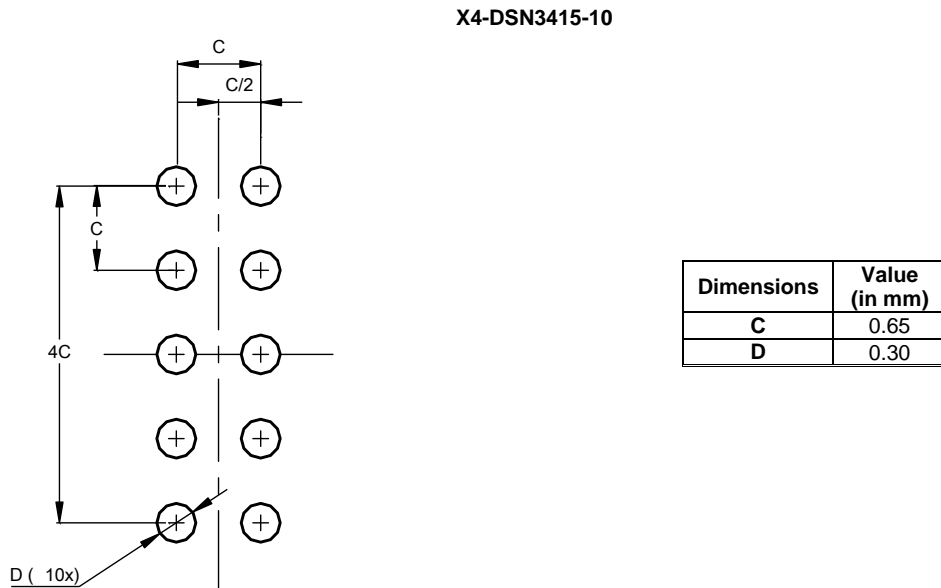 X4-DSN3415-10
C
C/2
C
4C
D ( 10x)
Dimensions Value (in mm)
C 0.65
D 0.30